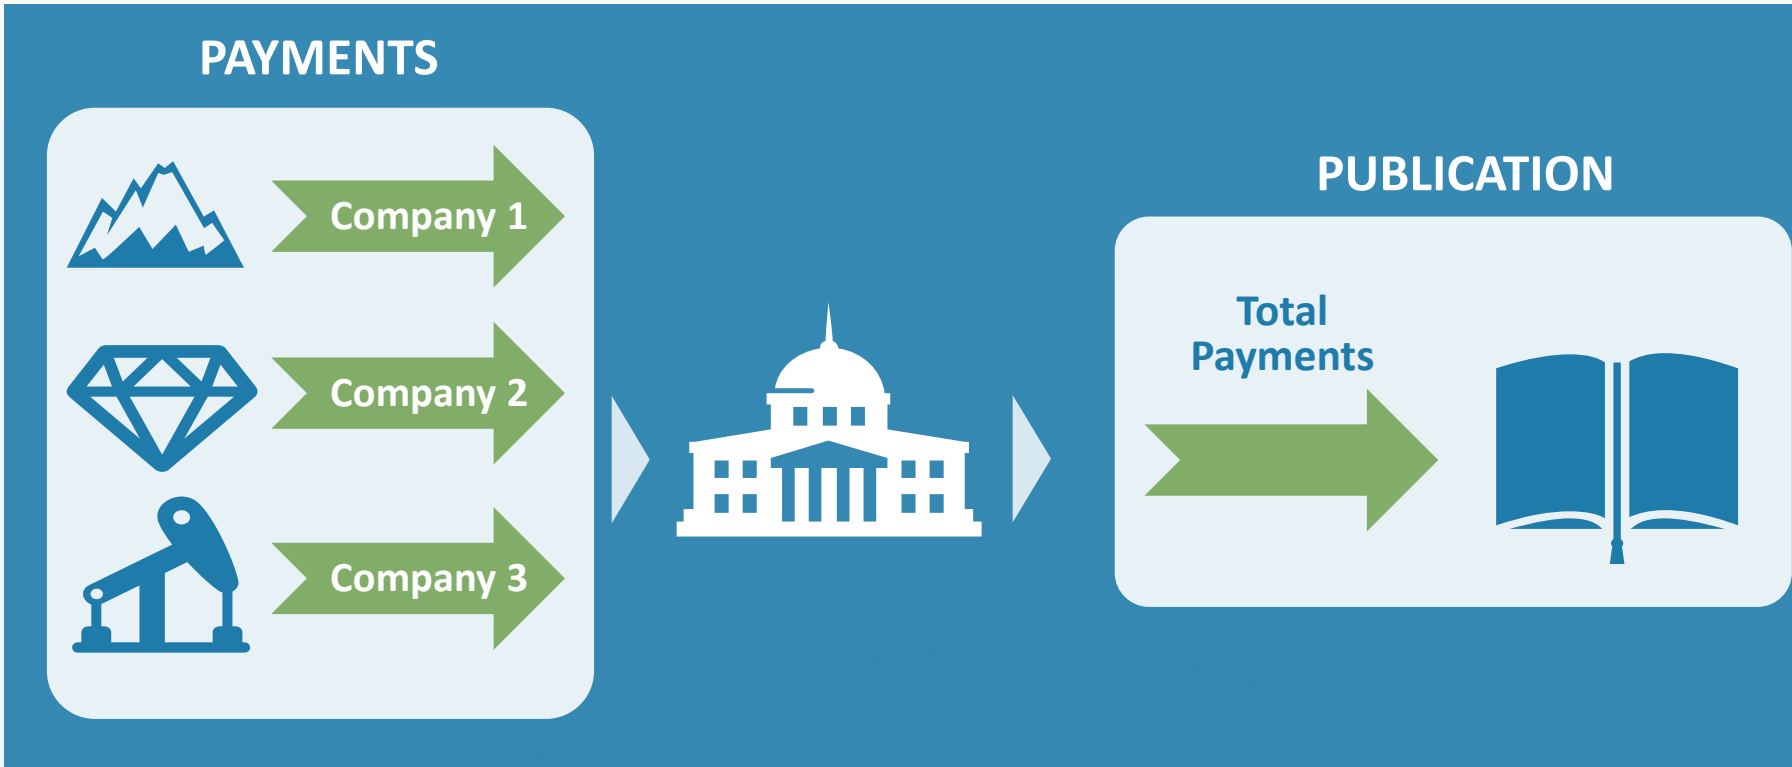 PAYMENTS
Company 1
Company 2
Company 3
PUBLICATION
Total
Payments